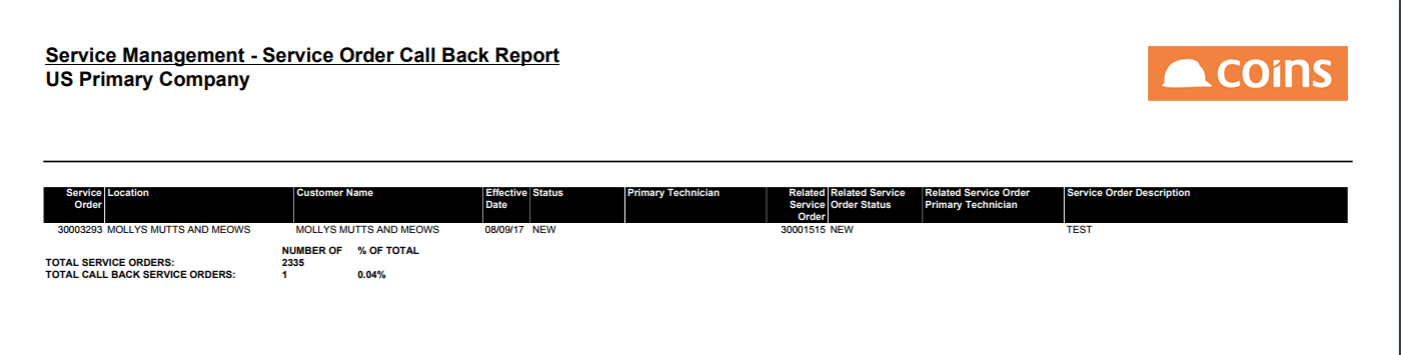 Service Management - Service Order Call Back Report
US Primary Company
coins
Service Order Location Customer Name Effective Date Status Primary Technician Related Service Order Related Service Order Status Related Service Order Primary Technician Service Order Description
30003293 MOLLYS MUTTS AND MEOWS MOLLYS MUTTS AND MEOWS 08/09/17 NEW 30001515 NEW TEST
NUMBER OF % OF TOTAL
TOTAL SERVICE ORDERS: 2335
TOTAL CALL BACK SERVICE ORDERS: 1 0.04%